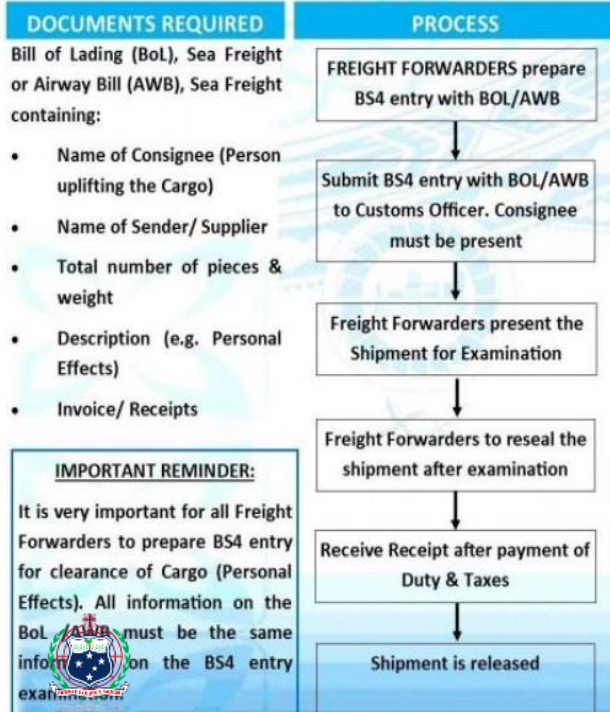 DOCUMENTS REQUIRED
Bill of Lading (BoL), Sea Freight
or Airway Bill (AWB), Sea Freight
containing:
• Name of Consignee (Person
uplifting the Cargo)
• Name of Sender/ Supplier
• Total number of pieces &
weight
• Description (e.g. Personal
Effects)
• Invoice/ Receipts
IMPORTANT REMINDER:
It is very important for all Freight
Forwarders to prepare BS4 entry
for clearance of Cargo (Personal
Effects). All information on the
BoL /AWB must be the same
on the BS4 entry
PROCESS
FREIGHT FORWARDERS prepare
BS4 entry with BOL/AWB
Submit BS4 entry with BOL/AWB
to Customs Officer. Consignee
must be present
Freight Forwarders present the
Shipment for Examination
Freight Forwarders to reseal the
shipment after examination
Receive Receipt after payment of
Duty & Taxes
Shipment is released